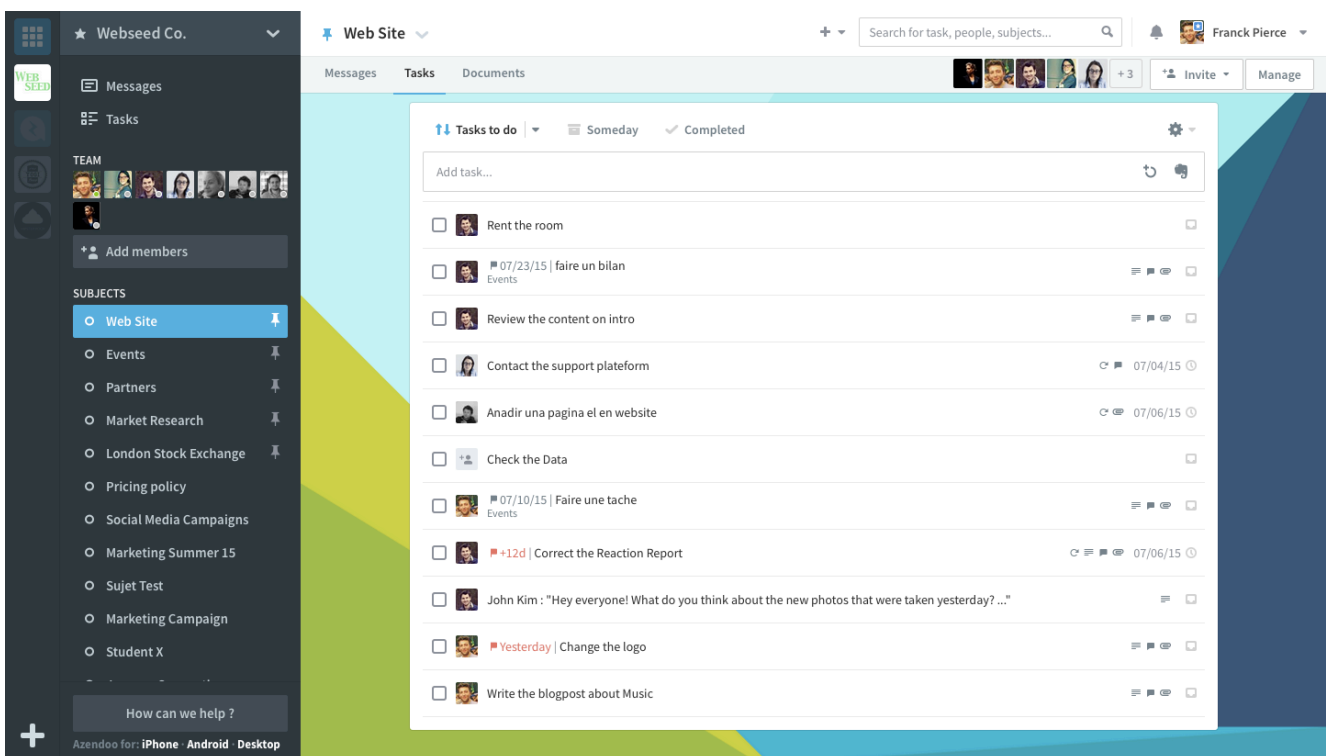 Webseed Co.
Web Site
Search for task, people, subjects...
Franck Pierce
WEB
SEED
Messages
Tasks
Documents
+ 3
Invite
Manage
Messages
Tasks
TEAM
Add members
SUBJECTS
Web Site
Events
Partners
Market Research
London Stock Exchange
Pricing policy
Social Media Campaigns
Marketing Summer 15
Sujet Test
Marketing Campaign
Student X
How can we help ?
Azendoo for: iPhone · Android · Desktop
Tasks to do
Someday
Completed
Add task...
Rent the room
07/23/15 | faire un bilan
Events
Review the content on intro
Contact the support plateform
07/04/15
Anadir una pagina el en website
07/06/15
Check the Data
07/10/15 | Faire une tache
Events
+12d | Correct the Reaction Report
07/06/15
John Kim : "Hey everyone! What do you think about the new photos that were taken yesterday? ..."
Yesterday | Change the logo
Write the blogpost about Music